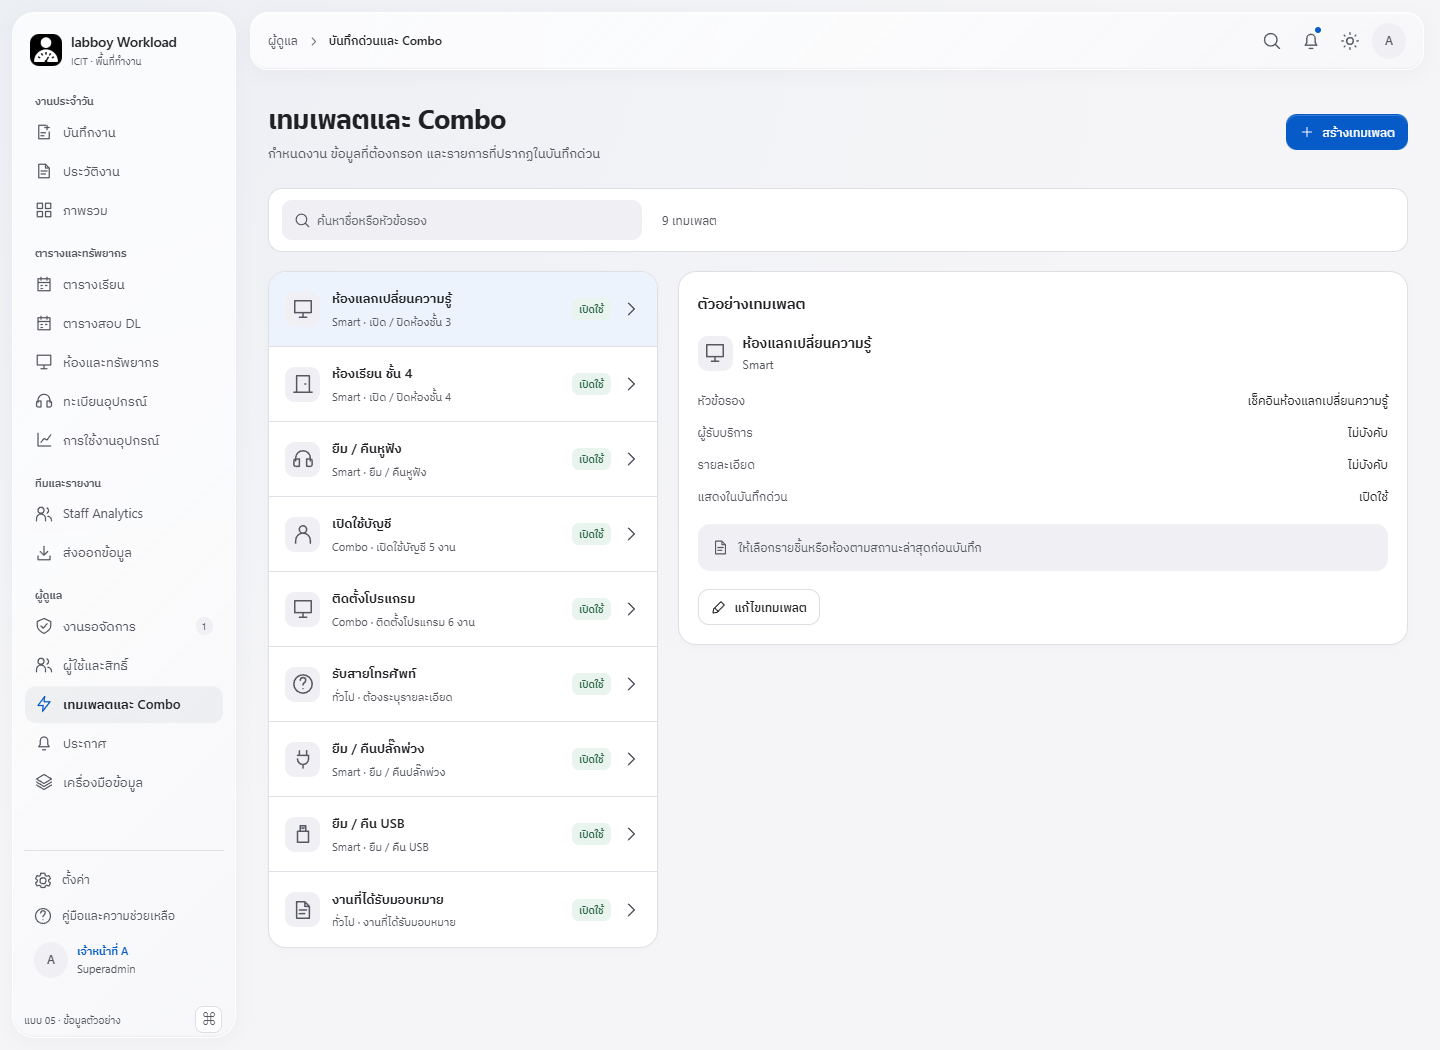 labboy Workload
ICIT · พื้นที่ทำงาน
งานประจำวัน
บันทึกงาน
ประวัติงาน
ภาพรวม
ตารางและทรัพยากร
ตารางเรียน
ตารางสอบ DL
ห้องและทรัพยากร
ทะเบียนอุปกรณ์
การใช้งานอุปกรณ์
ทีมและรายงาน
Staff Analytics
ส่งออกข้อมูล
ผู้ดูแล
งานรอจัดการ 1
ผู้ใช้และสิทธิ์
เทมเพลตและ Combo
ประกาศ
เครื่องมือข้อมูล
ตั้งค่า
คู่มือและความช่วยเหลือ
A
เจ้าหน้าที่ A
Superadmin
แบบ 05 · ข้อมูลตัวอย่าง ⌘
ผู้ดูแล > บันทึกด่วนและ Combo
A
เทมเพลตและ Combo
กำหนดงาน ข้อมูลที่ต้องกรอก และรายการที่ปรากฏในบันทึกด่วน
+ สร้างเทมเพลต
ค้นหาชื่อหรือหัวข้อรอง
9 เทมเพลต
ห้องแลกเปลี่ยนความรู้
Smart · เปิด / ปิดห้องชั้น 3
เปิดใช้
ห้องเรียน ชั้น 4
Smart · เปิด / ปิดห้องชั้น 4
เปิดใช้
ยืม / คืนหูฟัง
Smart · ยืม / คืนหูฟัง
เปิดใช้
เปิดใช้บัญชี
Combo · เปิดใช้บัญชี 5 งาน
เปิดใช้
ติดตั้งโปรแกรม
Combo · ติดตั้งโปรแกรม 6 งาน
เปิดใช้
รับสายโทรศัพท์
ทั่วไป · ต้องระบุรายละเอียด
เปิดใช้
ยืม / คืนปลั๊กพ่วง
Smart · ยืม / คืนปลั๊กพ่วง
เปิดใช้
ยืม / คืน USB
Smart · ยืม / คืน USB
เปิดใช้
งานที่ได้รับมอบหมาย
ทั่วไป · งานที่ได้รับมอบหมาย
เปิดใช้
ตัวอย่างเทมเพลต
ห้องแลกเปลี่ยนความรู้
Smart
หัวข้อรอง เช็คอินห้องแลกเปลี่ยนความรู้
ผู้รับบริการ ไม่บังคับ
รายละเอียด ไม่บังคับ
แสดงในบันทึกด่วน เปิดใช้
ให้เลือกรายชิ้นหรือห้องตามสถานะล่าสุดก่อนบันทึก
แก้ไขเทมเพลต